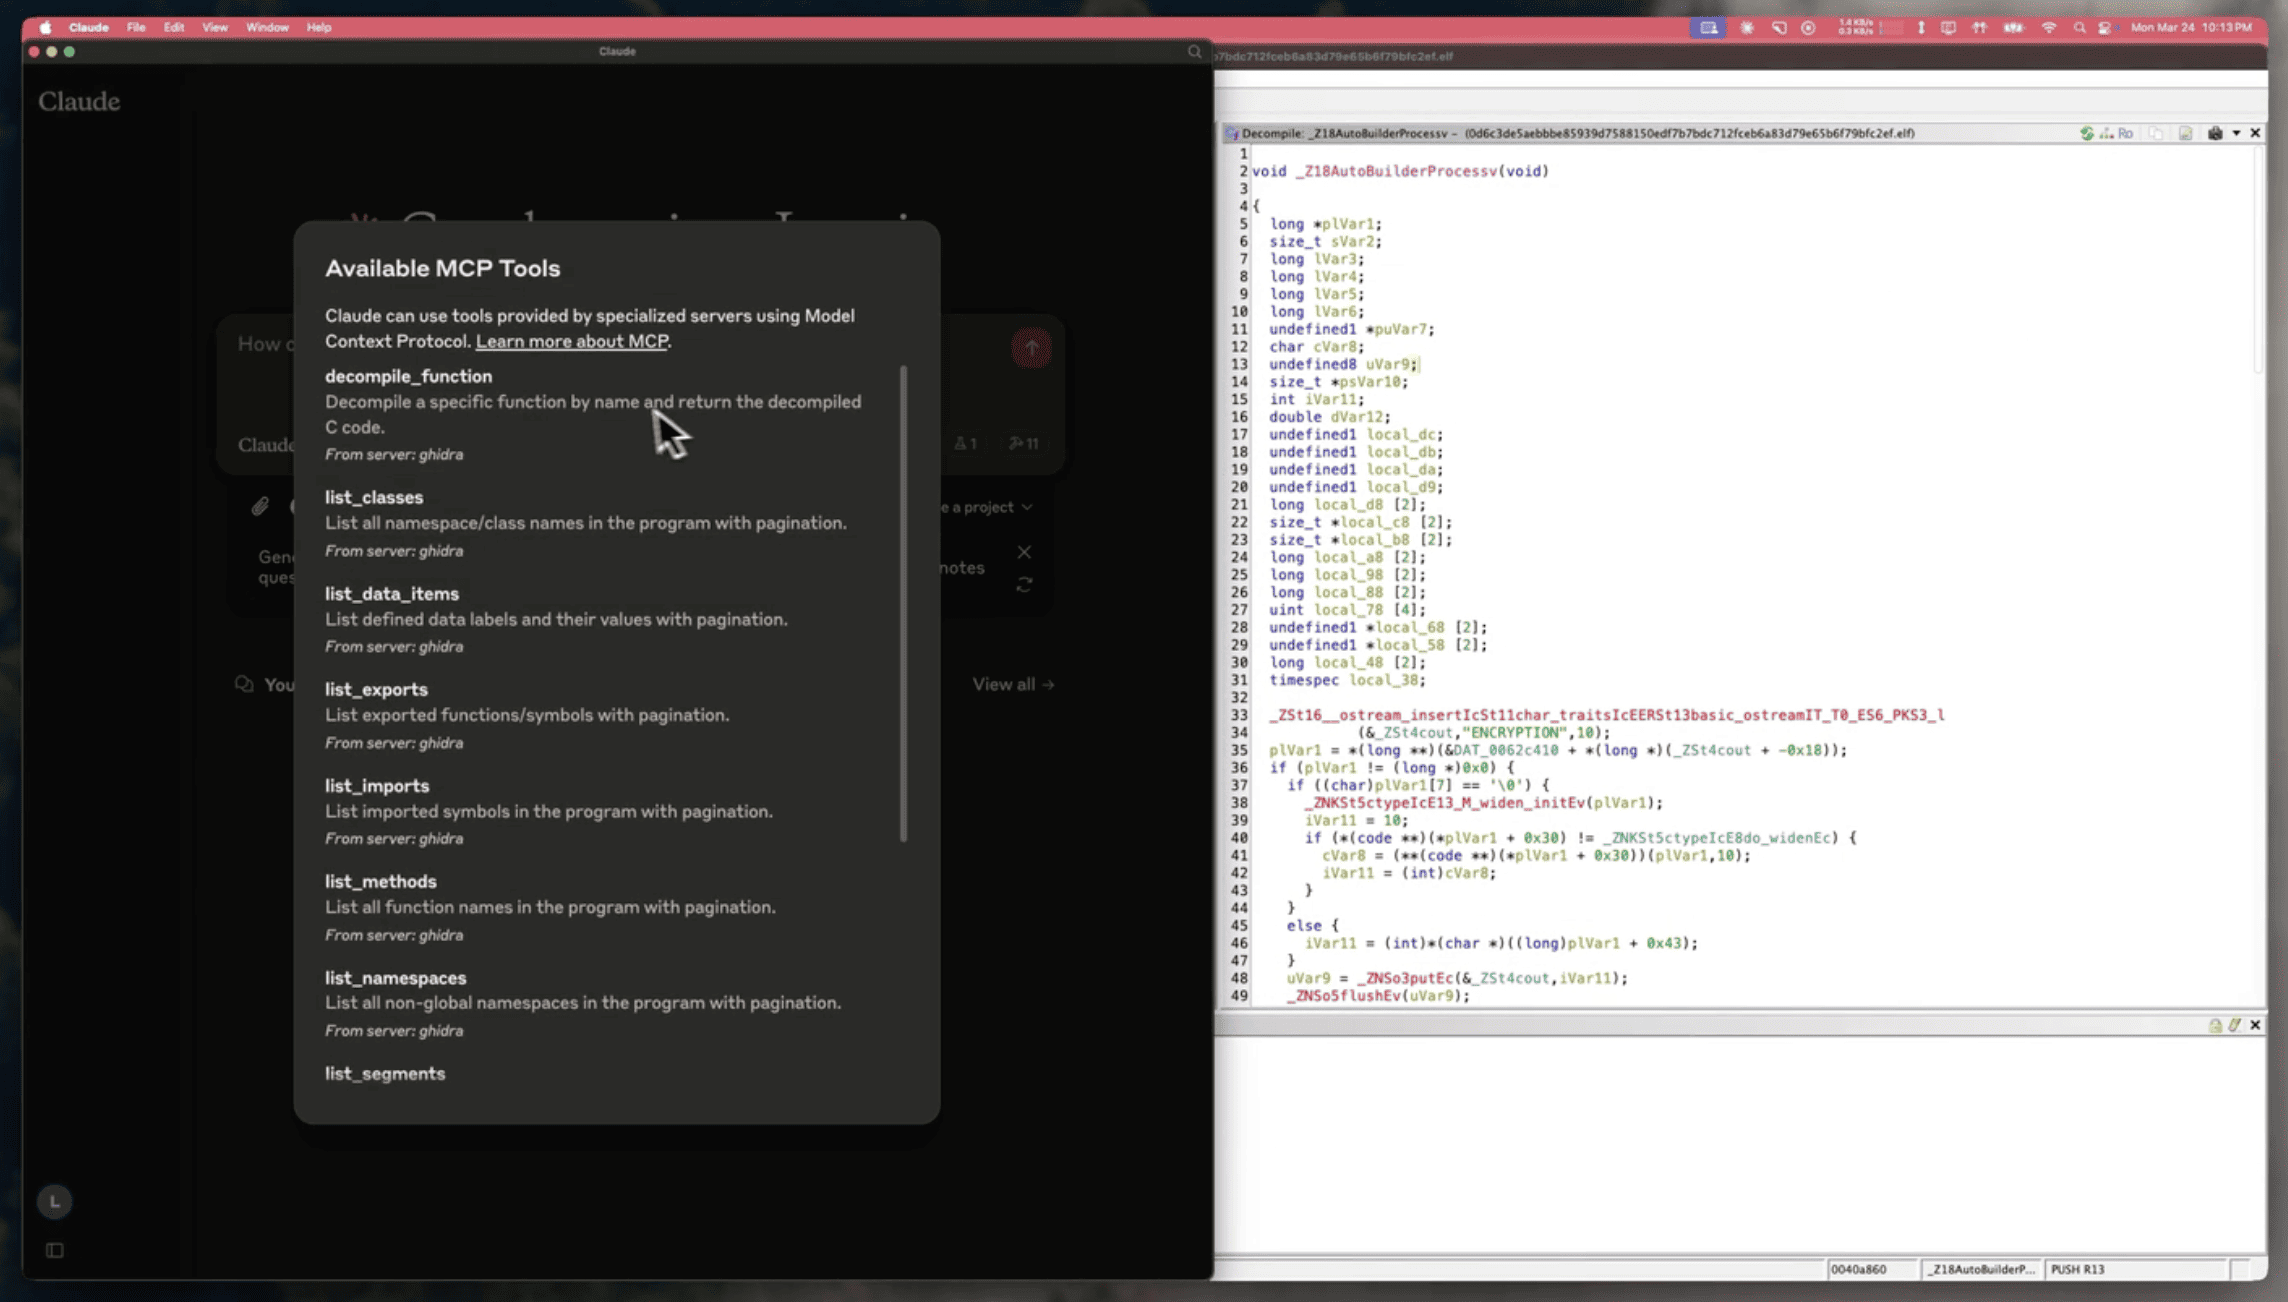 Claude File Edit View Window Help
1.4 KB/s
0.3 KB/s
Mon Mar 24 10:13 PM
Claude
Claude
Available MCP Tools
Claude can use tools provided by specialized servers using Model
Context Protocol. Learn more about MCP.
decompile_function
Decompile a specific function by name and return the decompiled
C code.
From server: ghidra
list_classes
List all namespace/class names in the program with pagination.
From server: ghidra
list_data_items
List defined data labels and their values with pagination.
From server: ghidra
list_exports
List exported functions/symbols with pagination.
From server: ghidra
list_imports
List imported symbols in the program with pagination.
From server: ghidra
list_methods
List all function names in the program with pagination.
From server: ghidra
list_namespaces
List all non-global namespaces in the program with pagination.
From server: ghidra
list_segments
How
Claude
1 11
e a project
Gen
ques
notes
You
View all →
L
b7bdc712fceb6a83d79e65b6f79bfc2ef.elf
Decompile: _Z18AutoBuilderProcessv - (0d6c3de5aebbbe85939d7588150edf7b7bdc712fceb6a83d79e65b6f79bfc2ef.elf)
Ro
1
2 void _Z18AutoBuilderProcessv(void)
3
4 {
5 long *plVar1;
6 size_t sVar2;
7 long lVar3;
8 long lVar4;
9 long lVar5;
10 long lVar6;
11 undefined1 *puVar7;
12 char cVar8;
13 undefined8 uVar9;
14 size_t *psVar10;
15 int iVar11;
16 double dVar12;
17 undefined1 local_dc;
18 undefined1 local_db;
19 undefined1 local_da;
20 undefined1 local_d9;
21 long local_d8 [2];
22 size_t *local_c8 [2];
23 size_t *local_b8 [2];
24 long local_a8 [2];
25 long local_98 [2];
26 long local_88 [2];
27 uint local_78 [4];
28 undefined1 *local_68 [2];
29 undefined1 *local_58 [2];
30 long local_48 [2];
31 timespec local_38;
32
33 _ZSt16__ostream_insertIcSt11char_traitsIcEERSt13basic_ostreamIT_T0_ES6_PKS3_l
34 (&_ZSt4cout,"ENCRYPTION",10);
35 plVar1 = *(long **)(&DAT_0062c410 + *(long *)(_ZSt4cout + -0x18));
36 if (plVar1 != (long *)0x0) {
37 if ((char)plVar1[7] == '\0') {
38 _ZNKSt5ctypeIcE13_M_widen_initEv(plVar1);
39 iVar11 = 10;
40 if (*(code **)(*plVar1 + 0x30) != _ZNKSt5ctypeIcE8do_widenEc) {
41 cVar8 = (**(code **)(*plVar1 + 0x30))(plVar1,10);
42 iVar11 = (int)cVar8;
43 }
44 }
45 else {
46 iVar11 = (int)*(char *)((long)plVar1 + 0x43);
47 }
48 uVar9 = _ZNSo3putEc(&_ZSt4cout,iVar11);
49 _ZNSo5flushEv(uVar9);
0040a860 _Z18AutoBuilderP... PUSH R13